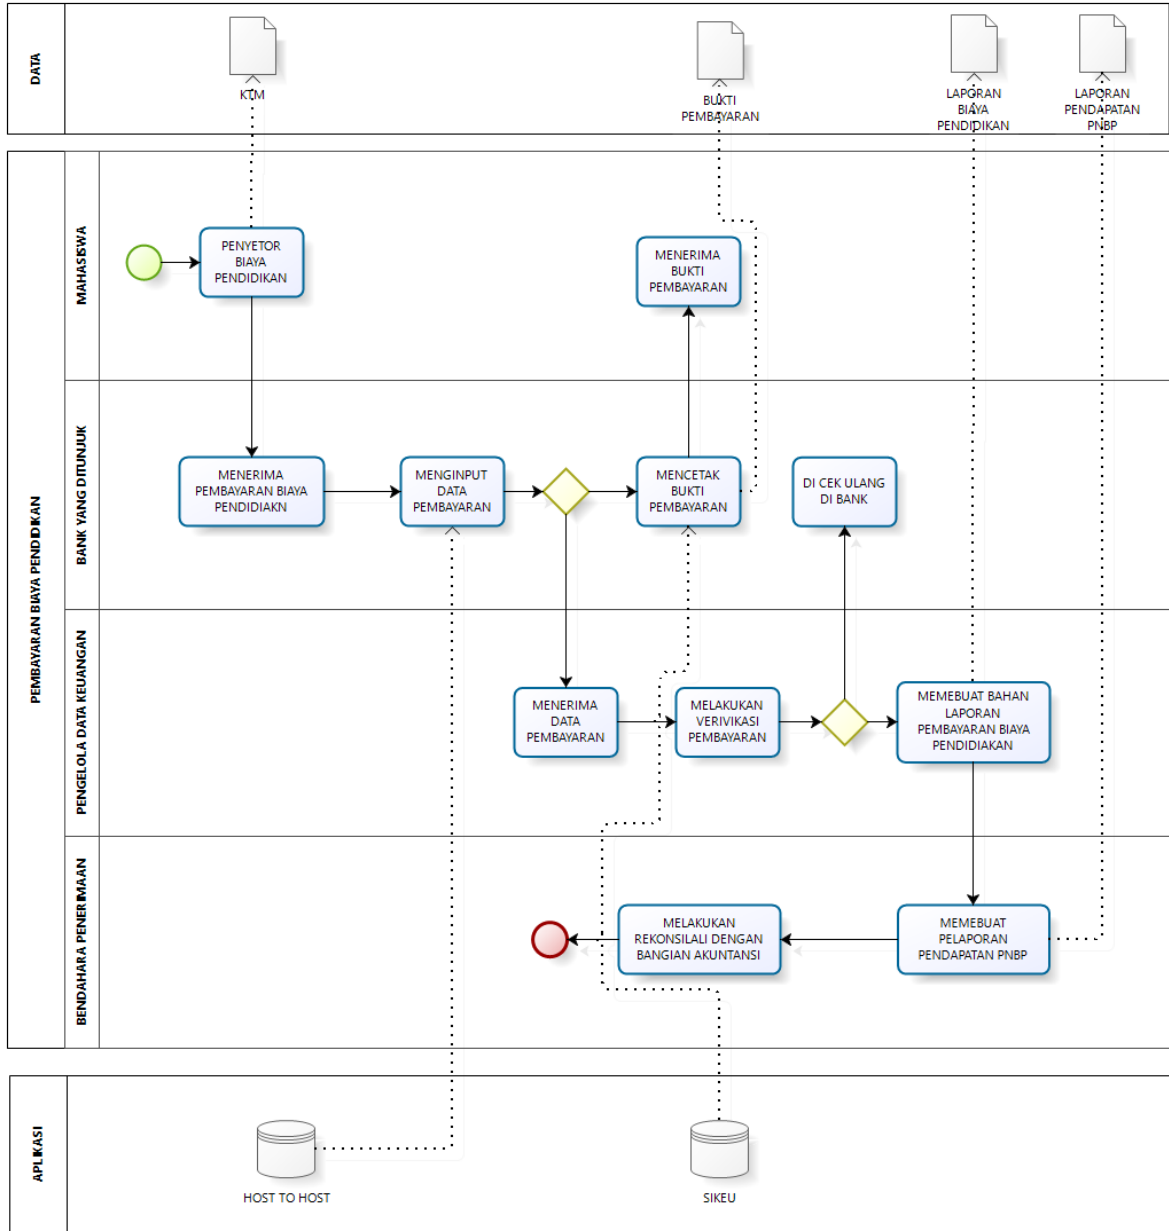 DATA
KTM
BUKTI
PEMBAYARAN
LAPORAN
BIAYA
PENDIDIKAN
LAPORAN
PENDAPATAN
PNBP
PEMBAYARAN BIAYA PENDIDIKAN
MAHASISWA
PENYETOR
BIAYA
PENDIDIKAN
MENERIMA
BUKTI
PEMBAYARAN
BANK YANG DITUNJUK
MENERIMA
PEMBAYARAN BIAYA
PENDIDIAKN
MENGINPUT
DATA
PEMBAYARAN
MENCETAK
BUKTI
PEMBAYARAN
DI CEK ULANG
DI BANK
PENGELOLA DATA KEUANGAN
MENERIMA
DATA
PEMBAYARAN
MELAKUKAN
VERIVIKASI
PEMBAYARAN
MEMEBUAT BAHAN
LAPORAN
PEMBAYARAN BIAYA
PENDIDIAKAN
BENDAHARA PENERIMAAN
MELAKUKAN
REKONSILALI DENGAN
BANGIAN AKUNTANSI
MEMEBUAT
PELAPORAN
PENDAPATAN PNBP
APLIKASI
HOST TO HOST
SIKEU